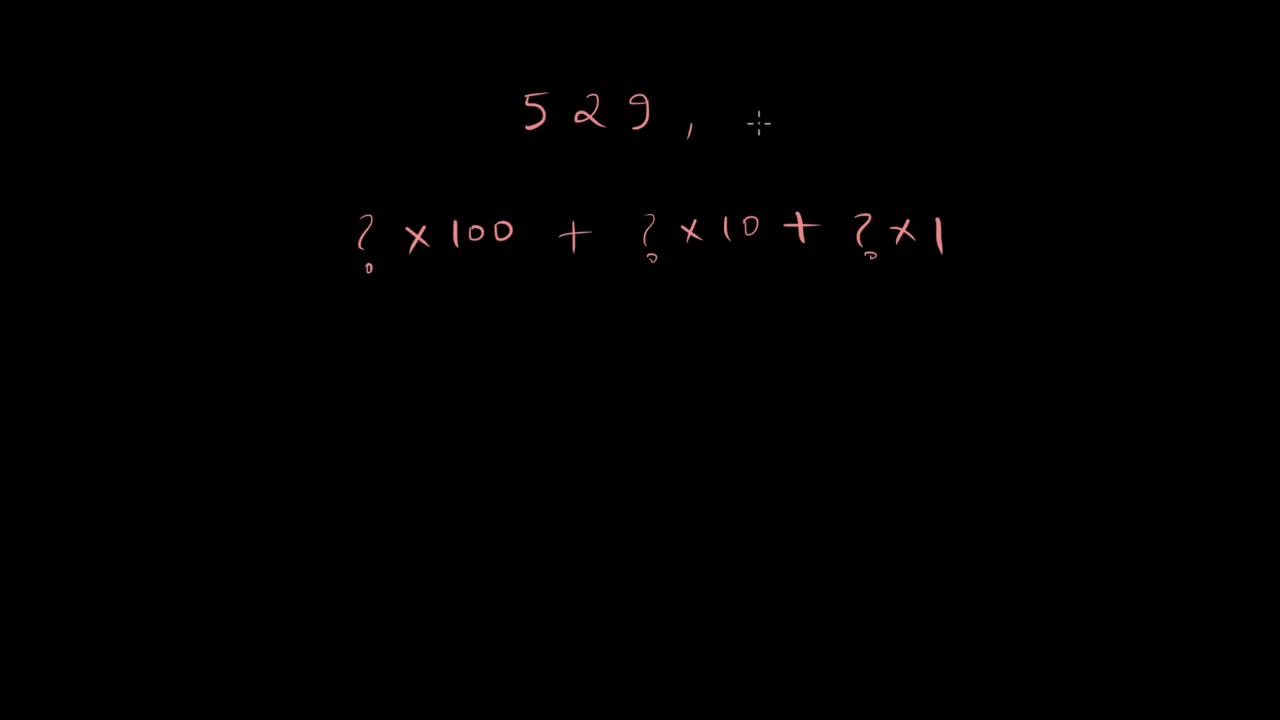 529,
? × 100 + ? × 10 + ? × 1